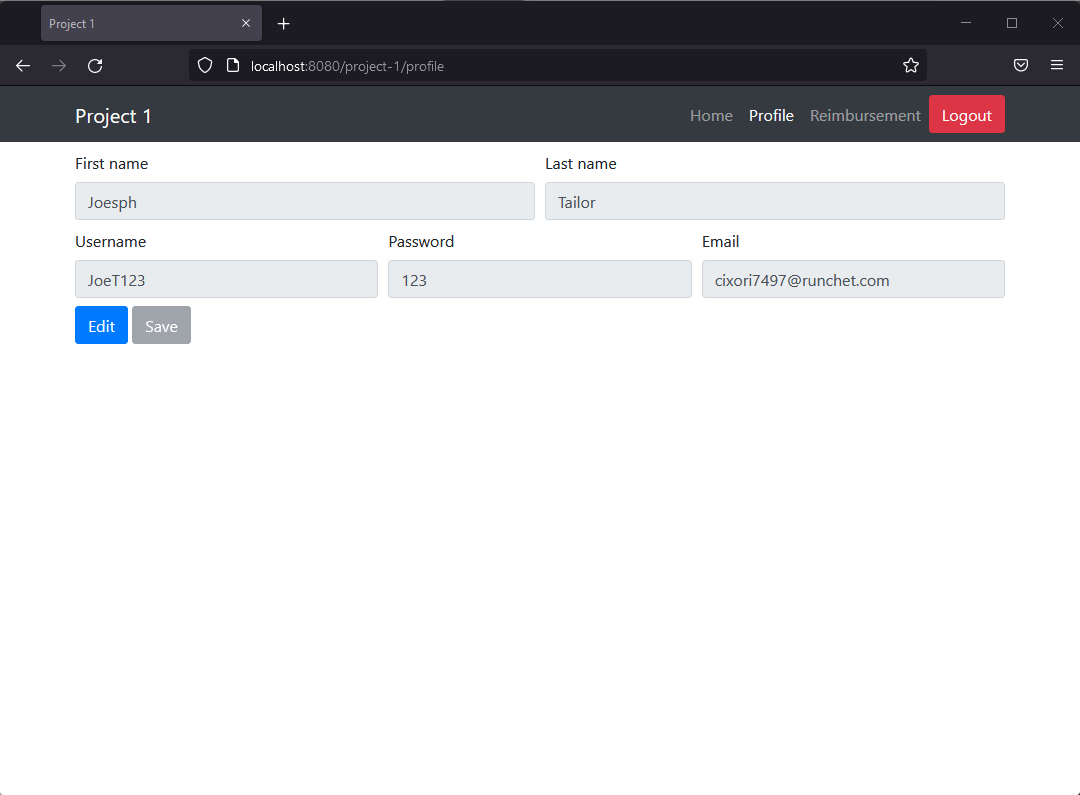 Project 1
localhost:8080/project-1/profile
Project 1 Home Profile Reimbursement Logout
First name Last name
Joesph Tailor
Username Password Email
JoeT123 123 cixori7497@runchet.com
Edit Save